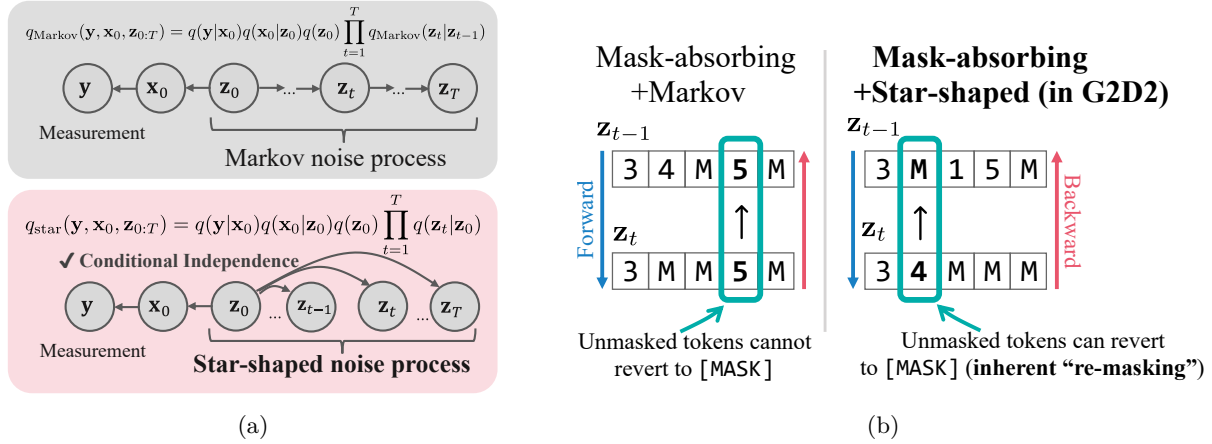 q_Markov(y, x_0, z_{0:T}) = q(y|x_0)q(x_0|z_0)q(z_0) ∏_{t=1}^{T} q_Markov(z_t|z_{t−1})
y x_0 z_0 ... z_t ... z_T
Measurement
Markov noise process
q_star(y, x_0, z_{0:T}) = q(y|x_0)q(x_0|z_0)q(z_0) ∏_{t=1}^{T} q(z_t|z_0)
✓ Conditional Independence
y x_0 z_0 ... z_{t−1} z_t ... z_T
Measurement
Star-shaped noise process
(a)
Mask-absorbing
+Markov
z_{t−1}
3 4 M 5 M
Forward
z_t
3 M M 5 M
Unmasked tokens cannot
revert to [MASK]
Mask-absorbing
+Star-shaped (in G2D2)
z_{t−1}
3 M 1 5 M
Forward
Backward
z_t
3 4 M M M
Unmasked tokens can revert
to [MASK] (inherent “re-masking”)
(b)